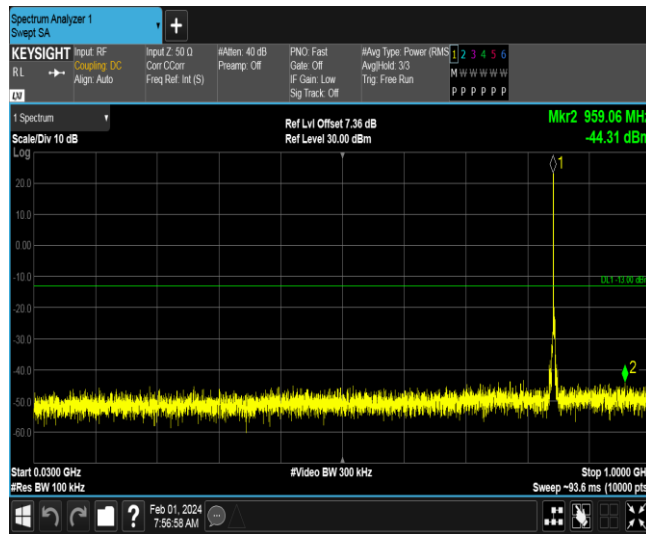 Spectrum Analyzer 1
Swept SA
+
KEYSIGHT
RL
LXI
Input: RF
Coupling: DC
Align: Auto
Input Z: 50 Ω
Corr CCorr
Freq Ref: Int (S)
#Atten: 40 dB
Preamp: Off
PNO: Fast
Gate: Off
IF Gain: Low
Sig Track: Off
#Avg Type: Power (RMS
Avg|Hold: 3/3
Trig: Free Run
1 2 3 4 5 6
M W W W W W
P P P P P P
1 Spectrum
Scale/Div 10 dB
Log
Ref Lvl Offset 7.36 dB
Ref Level 30.00 dBm
Mkr2 959.06 MHz
-44.31 dBm
1
20.0
10.0
0.00
-10.0
DL1 -13.00 dBm
-20.0
-30.0
-40.0
2
-50.0
-60.0
Start 0.0300 GHz
#Res BW 100 kHz
#Video BW 300 kHz
Stop 1.0000 GH
Sweep ~93.6 ms (10000 pts
?
Feb 01, 2024
7:56:58 AM